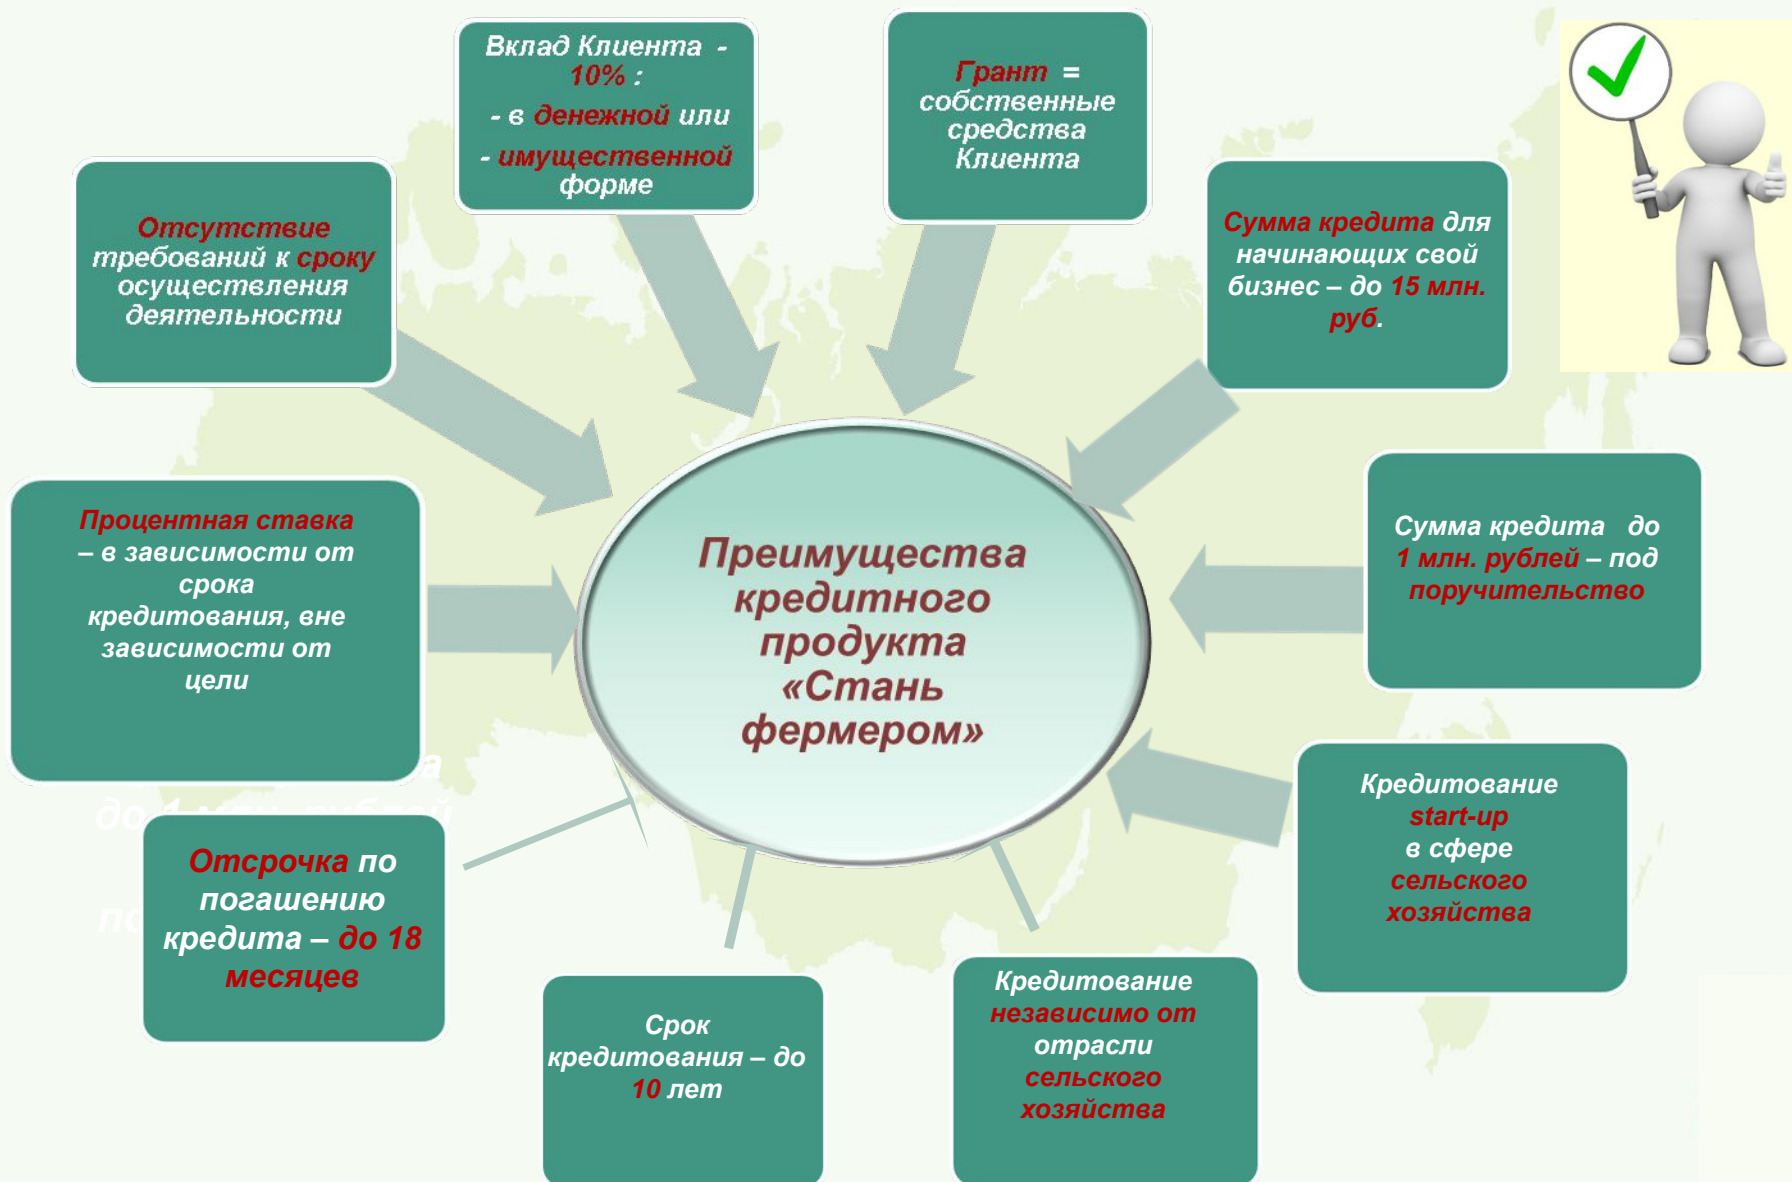 Вклад Клиента -
10% :
- в денежной или
- имущественной
форме
Грант =
собственные
средства
Клиента
Отсутствие
требований к сроку
осуществления
деятельности
Сумма кредита для
начинающих свой
бизнес – до 15 млн.
руб.
Процентная ставка
– в зависимости от
срока
кредитования, вне
зависимости от
цели
Преимущества
кредитного
продукта
«Стань
фермером»
Сумма кредита до
1 млн. рублей – под
поручительство
Отсрочка по
погашению
кредита – до 18
месяцев
Кредитование
start-up
в сфере
сельского
хозяйства
Срок
кредитования – до
10 лет
Кредитование
независимо от
отрасли
сельского
хозяйства